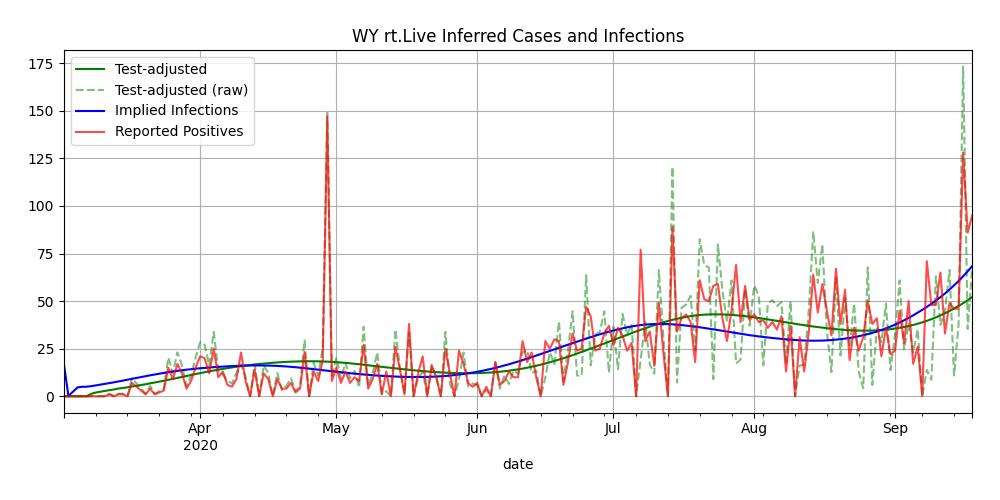 WY rt.Live Inferred Cases and Infections
175
150
125
100
75
50
25
0
Test-adjusted
Test-adjusted (raw)
Implied Infections
Reported Positives
Apr
2020
May
Jun
Jul
Aug
Sep
date